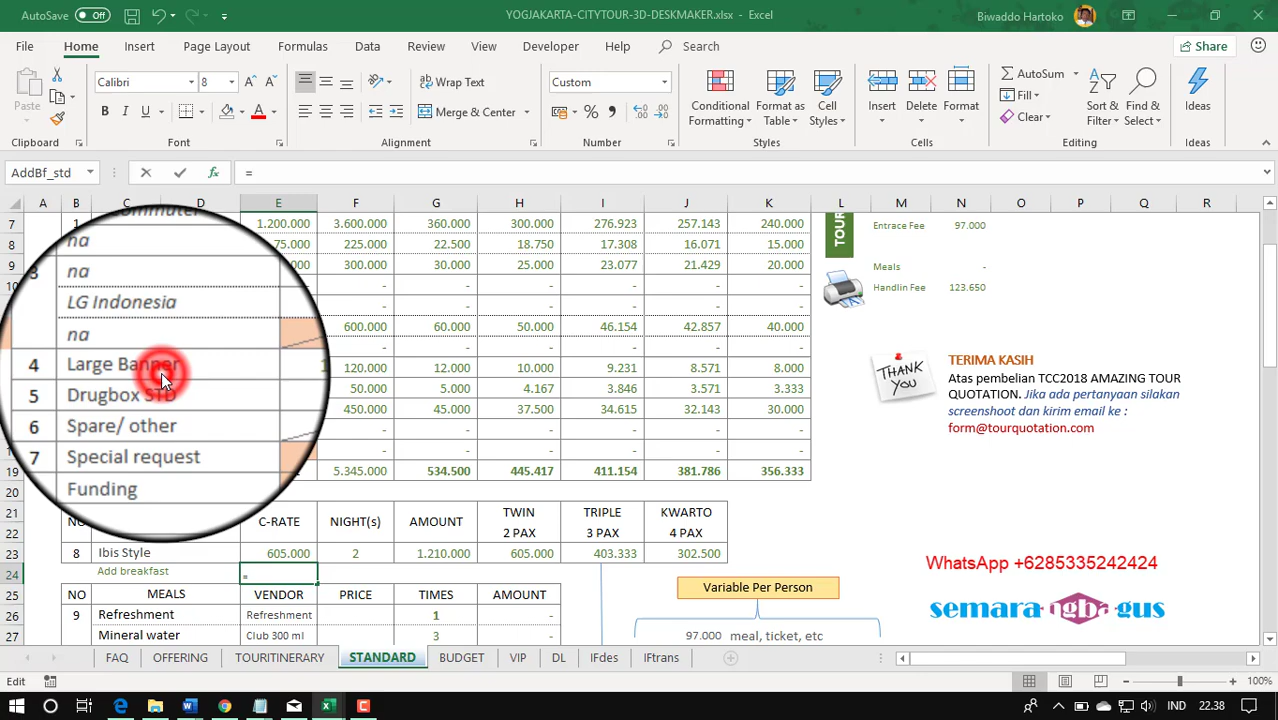 AutoSave Off YOGJAKARTA-CITYTOUR-3D-DESKMAKER.xlsx - Excel Biwaddo Hartoko
File Home Insert Page Layout Formulas Data Review View Developer Help Search Share
Paste Calibri 8 Wrap Text Custom Conditional Formatting Format as Table Cell Styles Insert Delete Format AutoSum Fill Clear Sort & Filter Find & Select Ideas
B I U A Merge & Center % 
Clipboard Font Alignment Number Styles Cells Editing Ideas
AddBf_std fx =
A B C D E F G H I J K L M N O P Q R
7 1 1.200.000 3.600.000 360.000 300.000 276.923 257.143 240.000 TOUR Entrace Fee 97.000
8 na 75.000 225.000 22.500 18.750 17.308 16.071 15.000
9 3 na 300.000 30.000 25.000 23.077 21.429 20.000 Meals -
10 - - - - - -
LG Indonesia - - - - - - Handlin Fee 123.650
na 600.000 60.000 50.000 46.154 42.857 40.000
- - - - - -
4 Large Banner 120.000 12.000 10.000 9.231 8.571 8.000
5 Drugbox STD 50.000 5.000 4.167 3.846 3.571 3.333
6 Spare/ other 450.000 45.000 37.500 34.615 32.143 30.000
7 Special request - - - - - -
Funding
19 5.345.000 534.500 445.417 411.154 381.786 356.333
THANK YOU
TERIMA KASIH
Atas pembelian TCC2018 AMAZING TOUR
QUOTATION. Jika ada pertanyaan silakan
screenshoot dan kirim email ke :
form@tourquotation.com
20
21 NO C-RATE NIGHT(s) AMOUNT TWIN TRIPLE KWARTO
22 2 PAX 3 PAX 4 PAX
23 8 Ibis Style 605.000 2 1.210.000 605.000 403.333 302.500
24 Add breakfast =
25 NO MEALS VENDOR PRICE TIMES AMOUNT
26 9 Refreshment Refreshment 1 -
27 Mineral water Club 300 ml 3 -
Variable Per Person
97.000 meal, ticket, etc
WhatsApp +6285335242424
semarangbagus
FAQ OFFERING TOURITINERARY STANDARD BUDGET VIP DL IFdes IFtrans
Edit 100%
IND 22.38